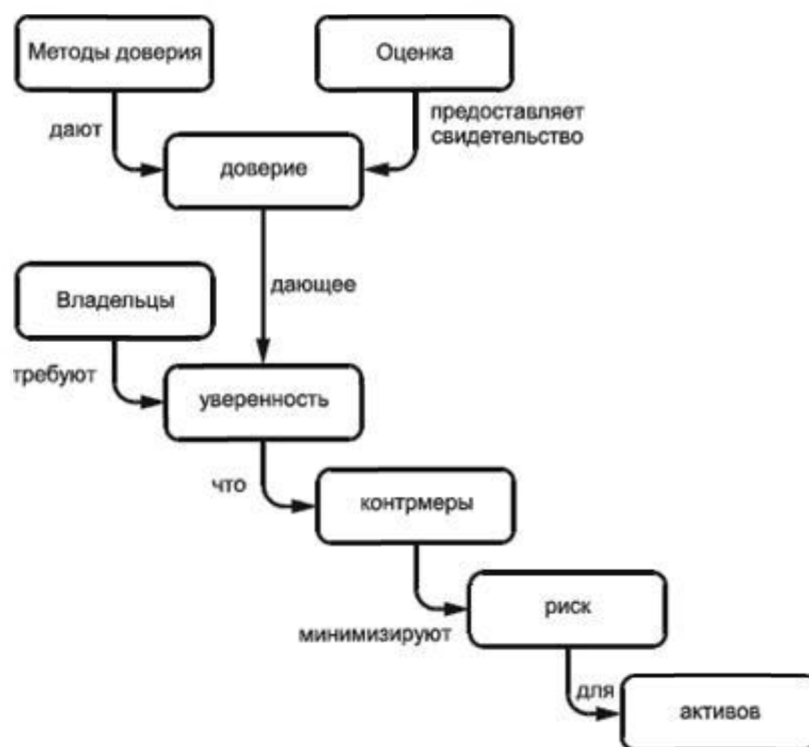 Методы доверия
Оценка
дают
предоставляет
свидетельство
доверие
дающее
Владельцы
требуют
уверенность
что
контрмеры
минимизируют
риск
для
активов